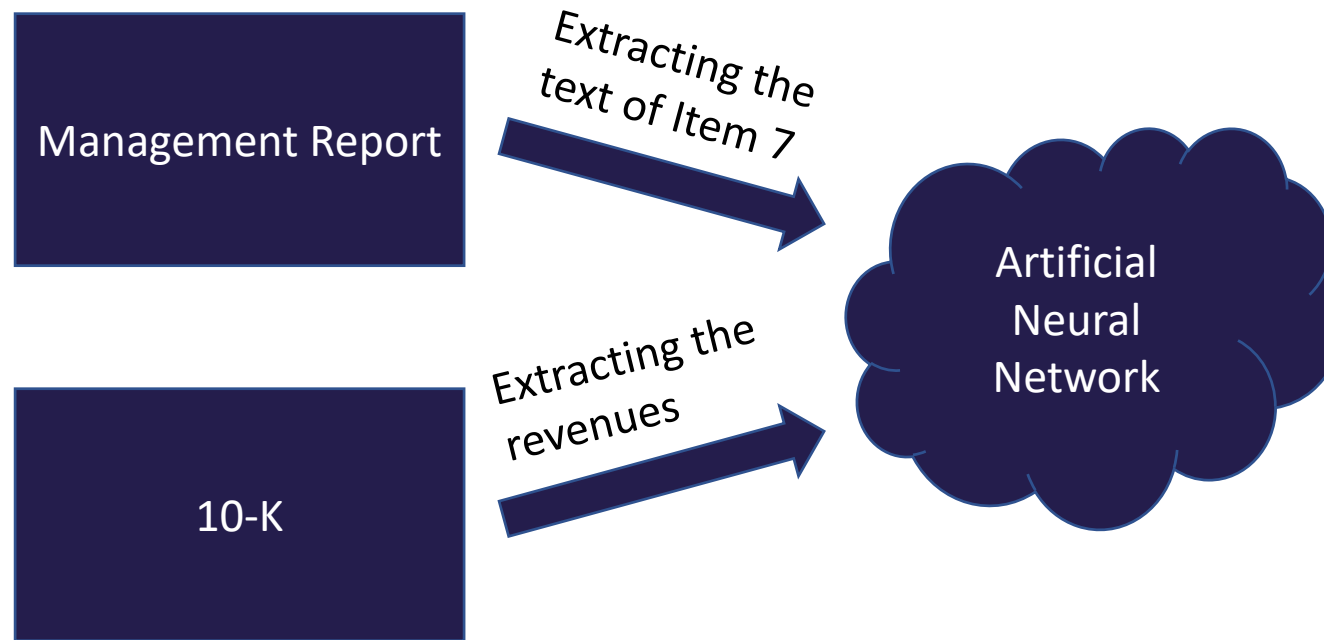 Management Report
Extracting the
text of Item 7
Artificial
Neural
Network
Extracting the
revenues
10-K